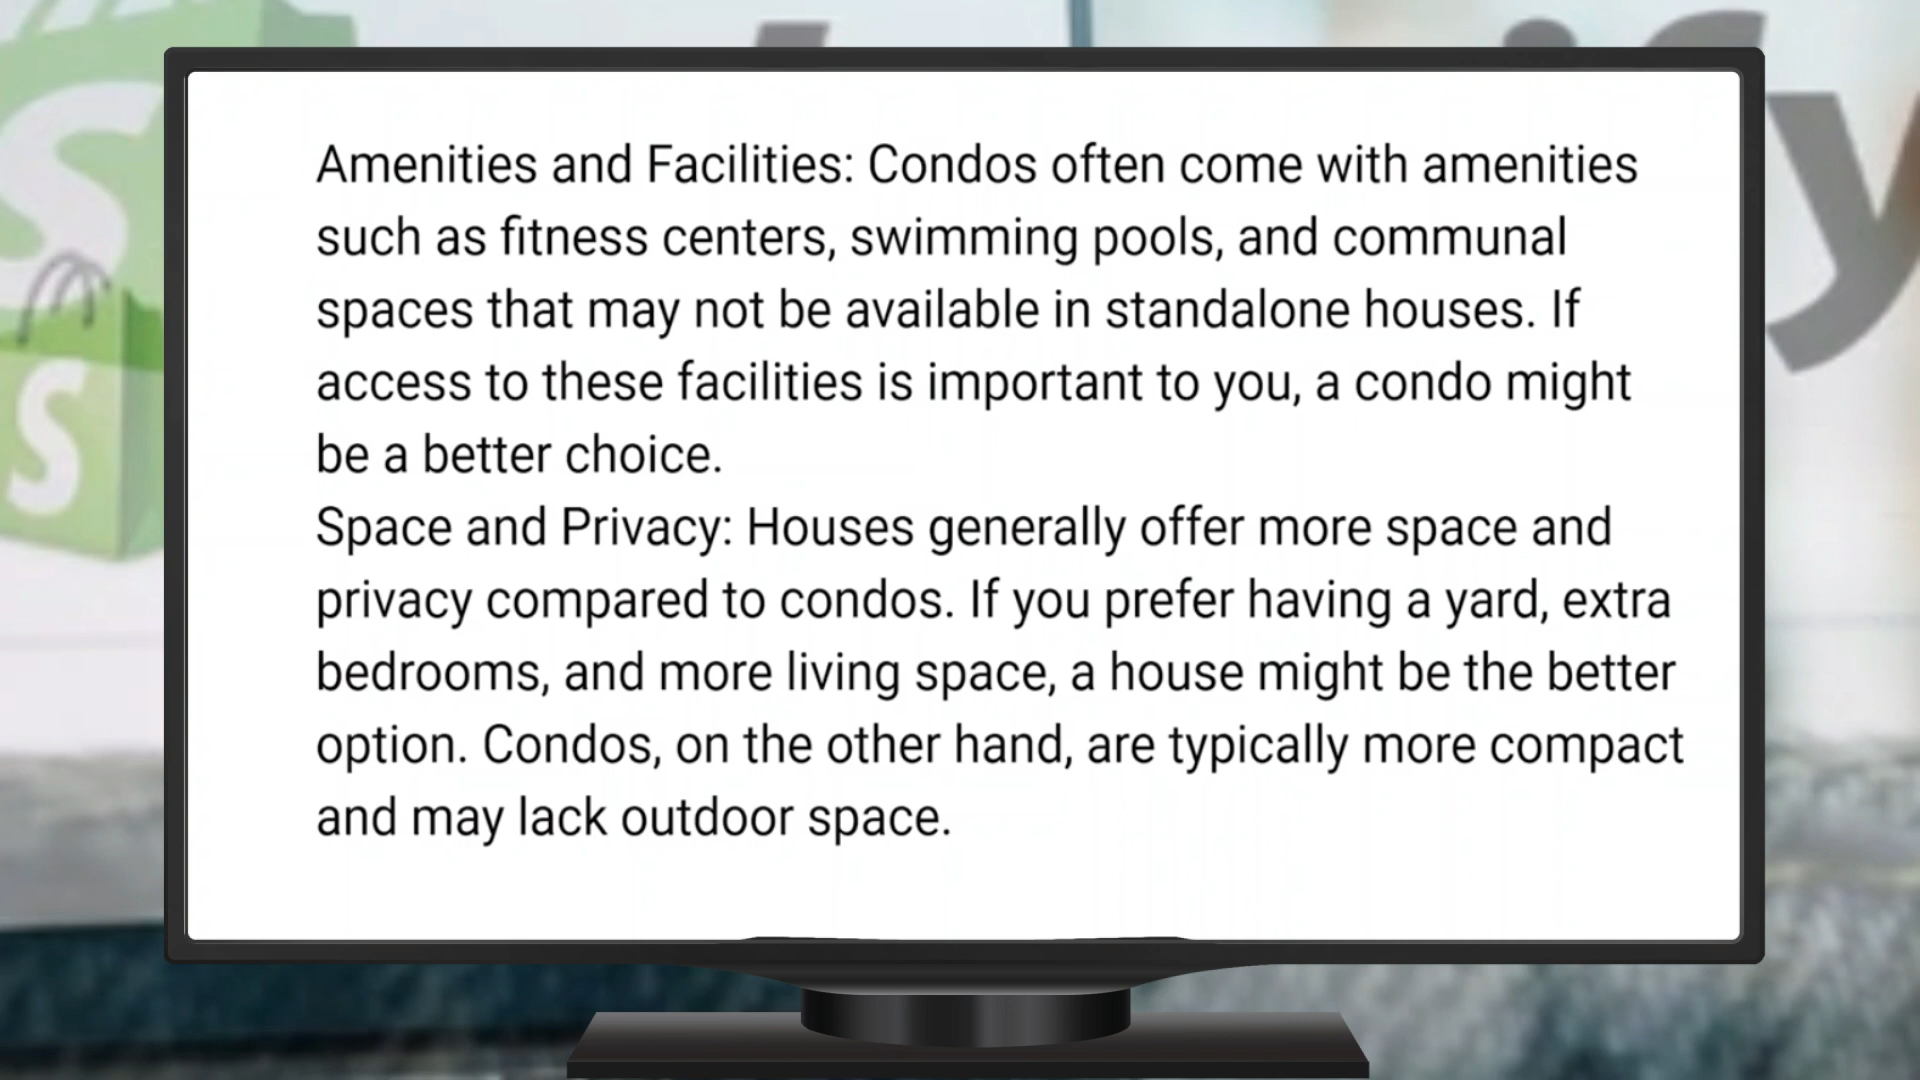 Amenities and Facilities: Condos often come with amenities
such as fitness centers, swimming pools, and communal
spaces that may not be available in standalone houses. If
access to these facilities is important to you, a condo might
be a better choice.
Space and Privacy: Houses generally offer more space and
privacy compared to condos. If you prefer having a yard, extra
bedrooms, and more living space, a house might be the better
option. Condos, on the other hand, are typically more compact
and may lack outdoor space.